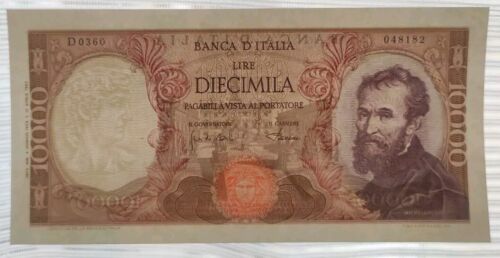 BANCA D'ITALIA
D0360
048182
LIRE
DIECIMILA
PAGABILI A VISTA AL PORTATORE
IL GOVERNATORE IL CASSIERE
10000
10000